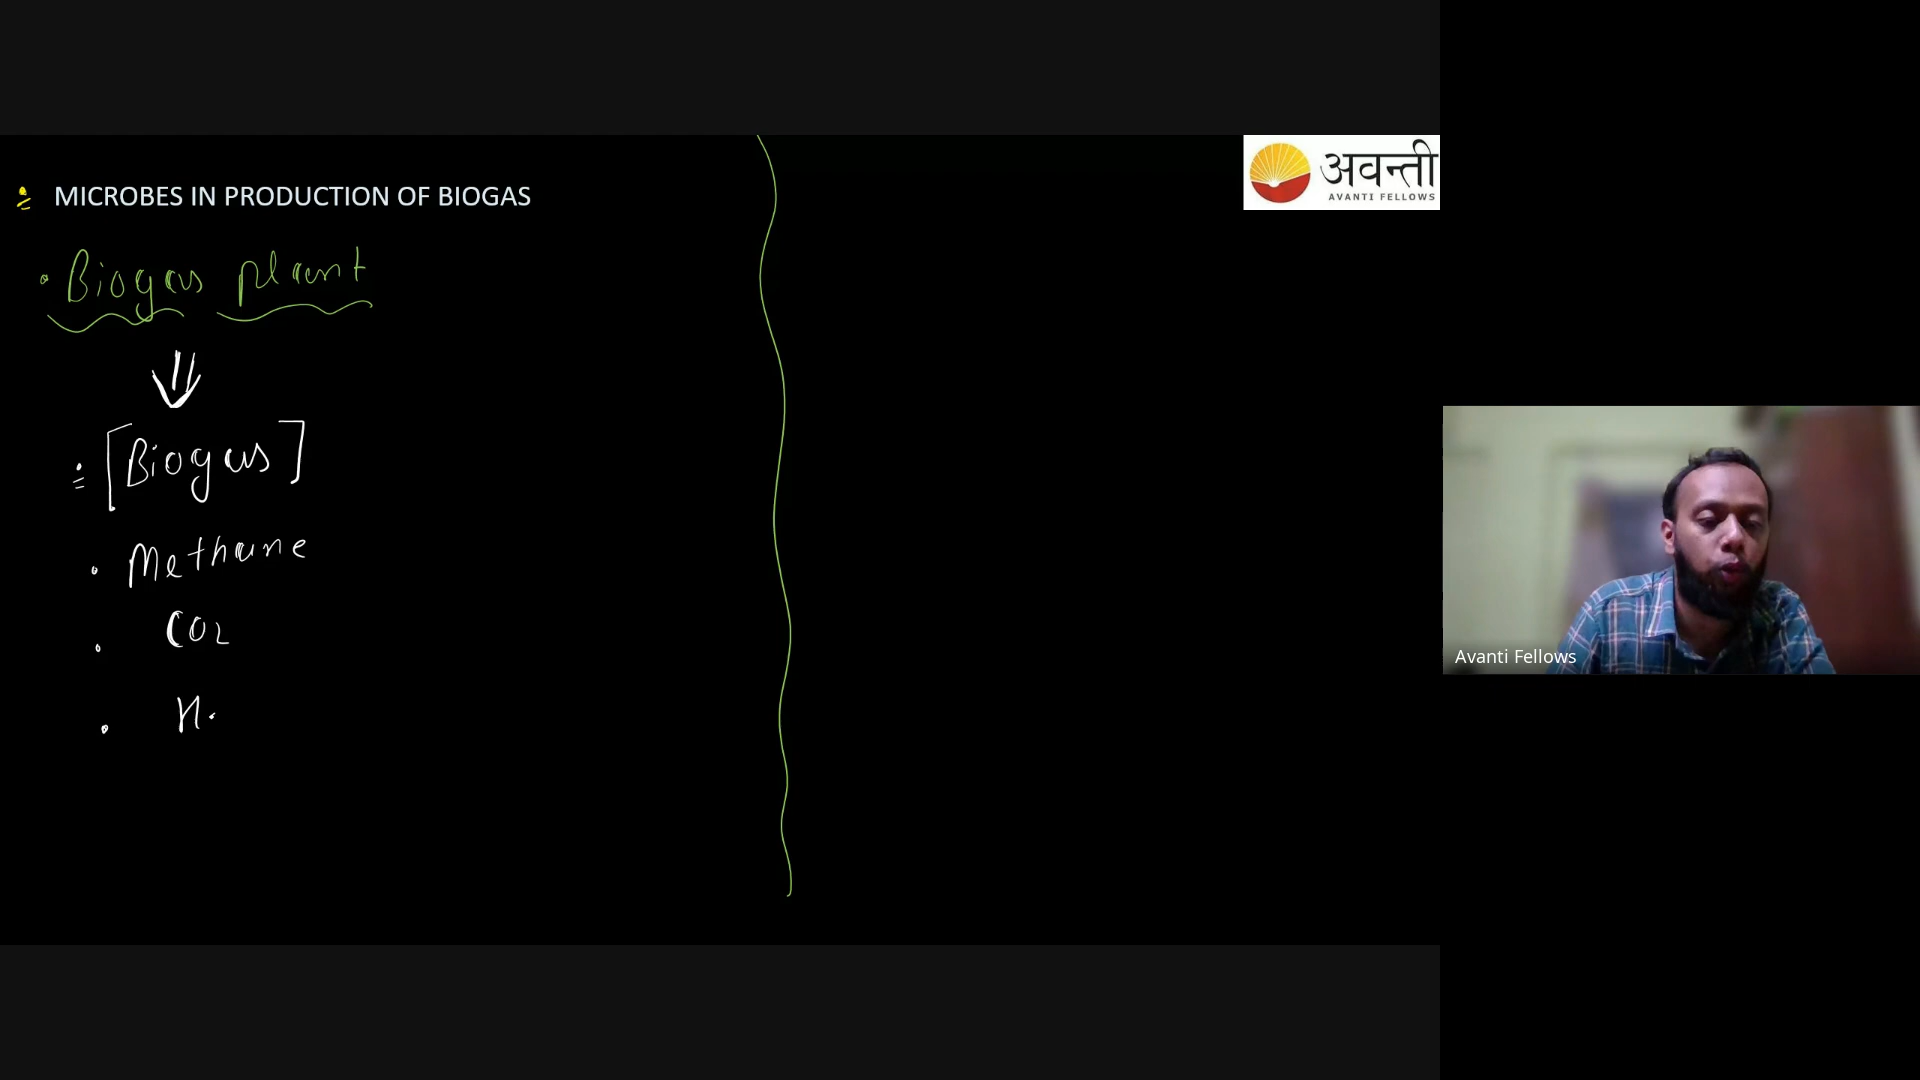 MICROBES IN PRODUCTION OF BIOGAS
अवन्ती
AVANTI FELLOWS
Biogas plant
[Biogas]
Methane
CO2
H.
Avanti Fellows